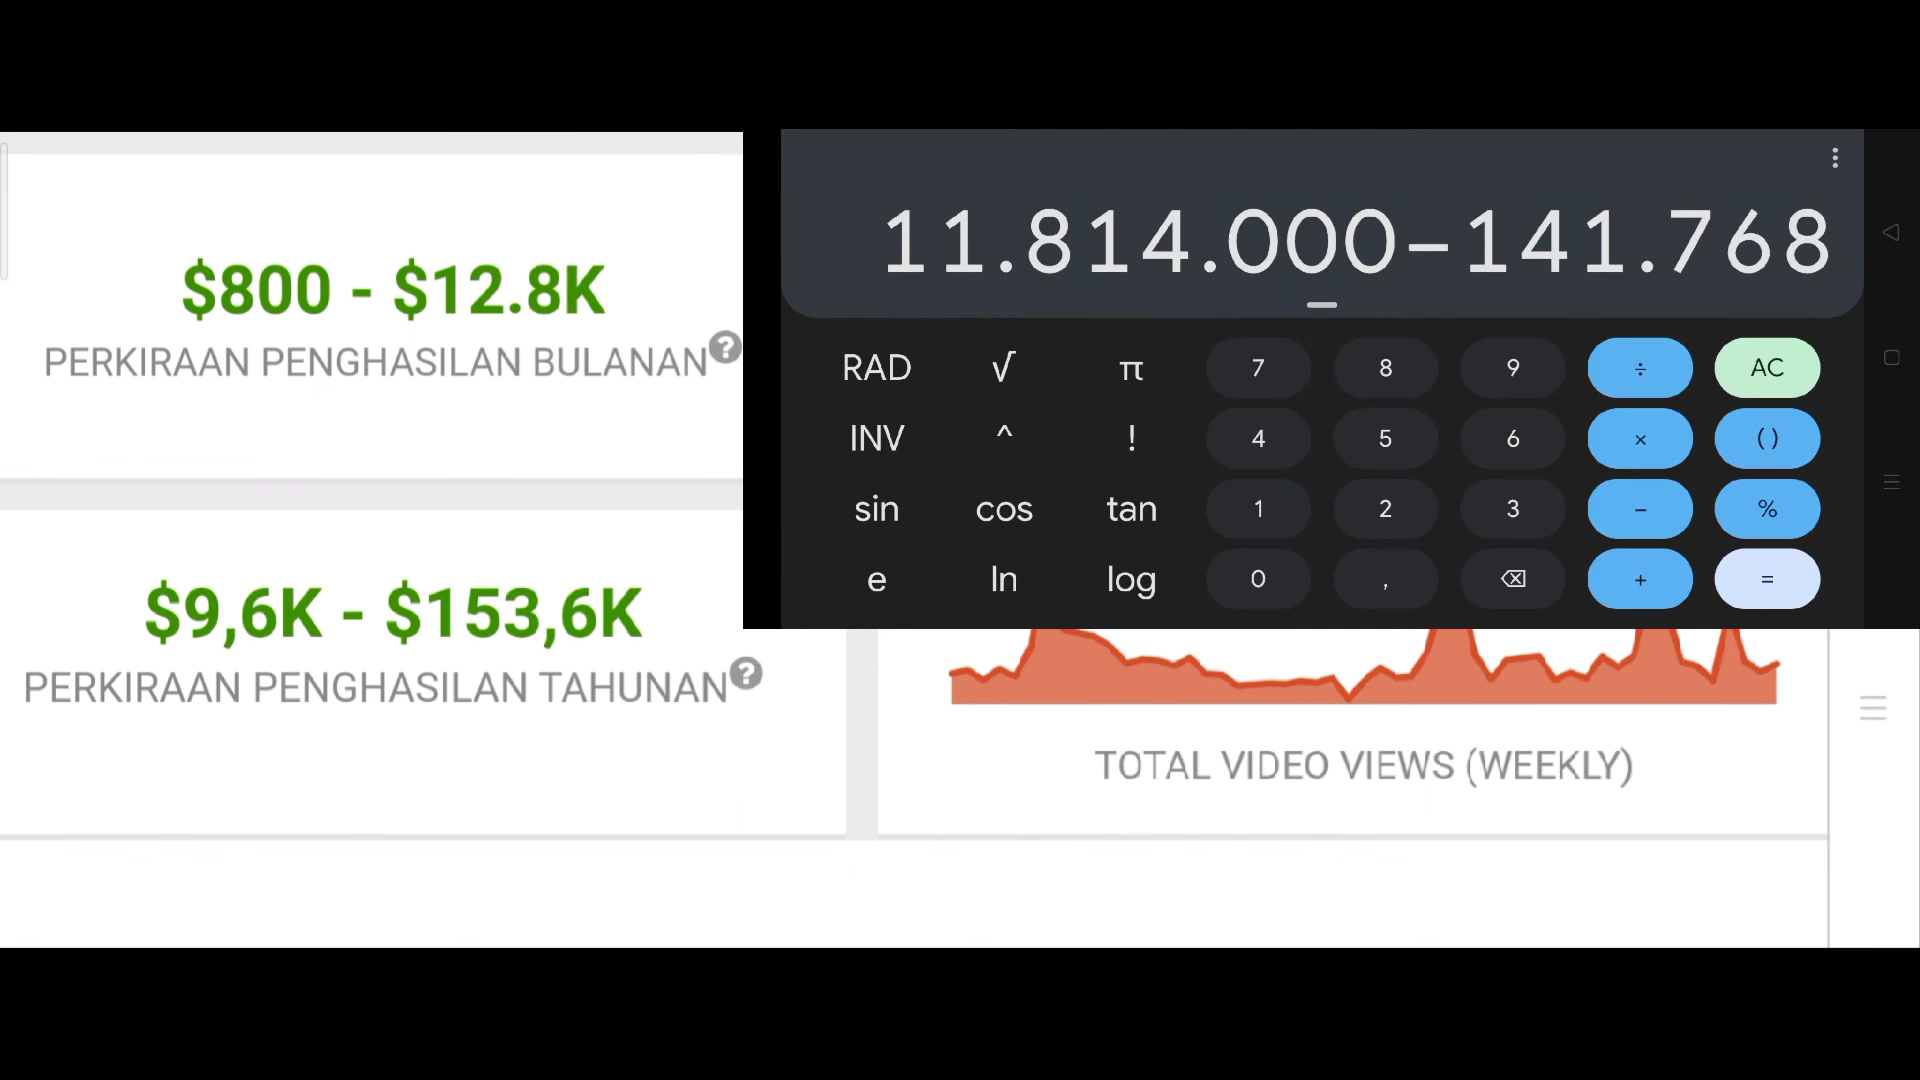 $800 - $12.8K
PERKIRAAN PENGHASILAN BULANAN ?
$9,6K - $153,6K
PERKIRAAN PENGHASILAN TAHUNAN ?
11.814.000–141.768
RAD √ π 7 8 9 ÷ AC
INV ^ ! 4 5 6 × ( )
sin cos tan 1 2 3 – %
e ln log 0 , + =
TOTAL VIDEO VIEWS (WEEKLY)